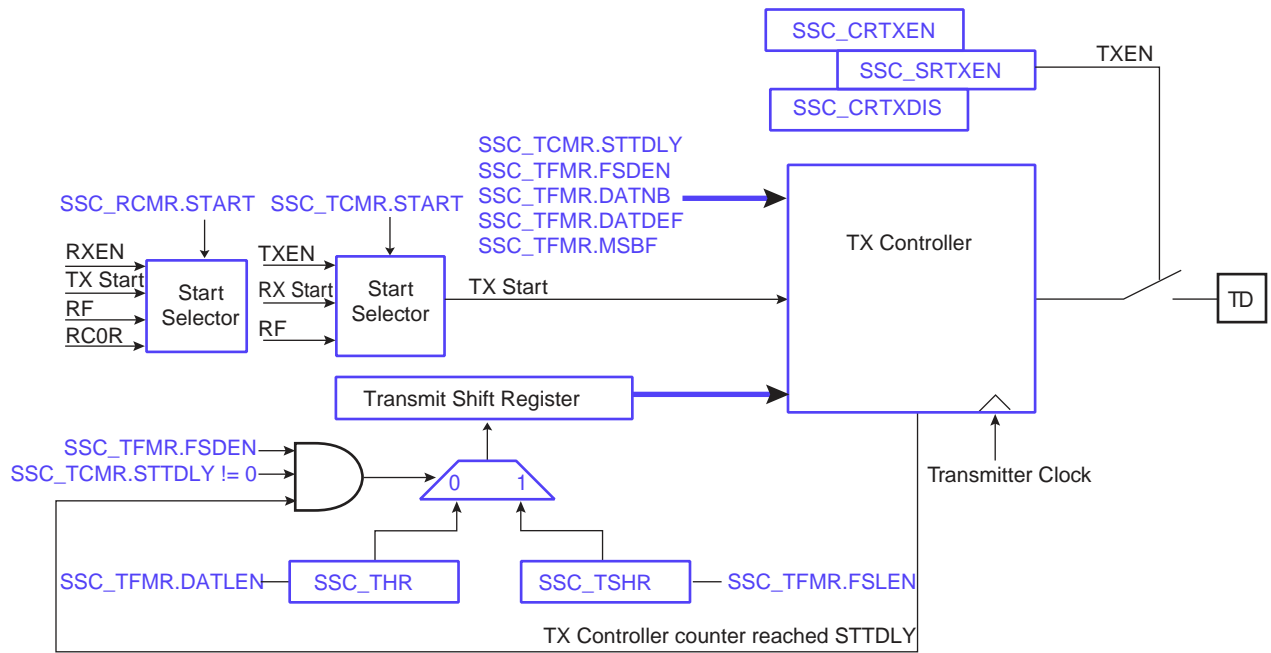 SSC_CRTXEN
SSC_SRTXEN
SSC_CRTXDIS
TXEN
SSC_TCMR.STTDLY
SSC_TFMR.FSDEN
SSC_TFMR.DATNB
SSC_TFMR.DATDEF
SSC_TFMR.MSBF
SSC_RCMR.START
SSC_TCMR.START
RXEN
TX Start
RF
RC0R
Start
Selector
TXEN
RX Start
RF
Start
Selector
TX Start
TX Controller
TD
Transmit Shift Register
SSC_TFMR.FSDEN
SSC_TCMR.STTDLY != 0
0
1
Transmitter Clock
SSC_TFMR.DATLEN
SSC_THR
SSC_TSHR
SSC_TFMR.FSLEN
TX Controller counter reached STTDLY